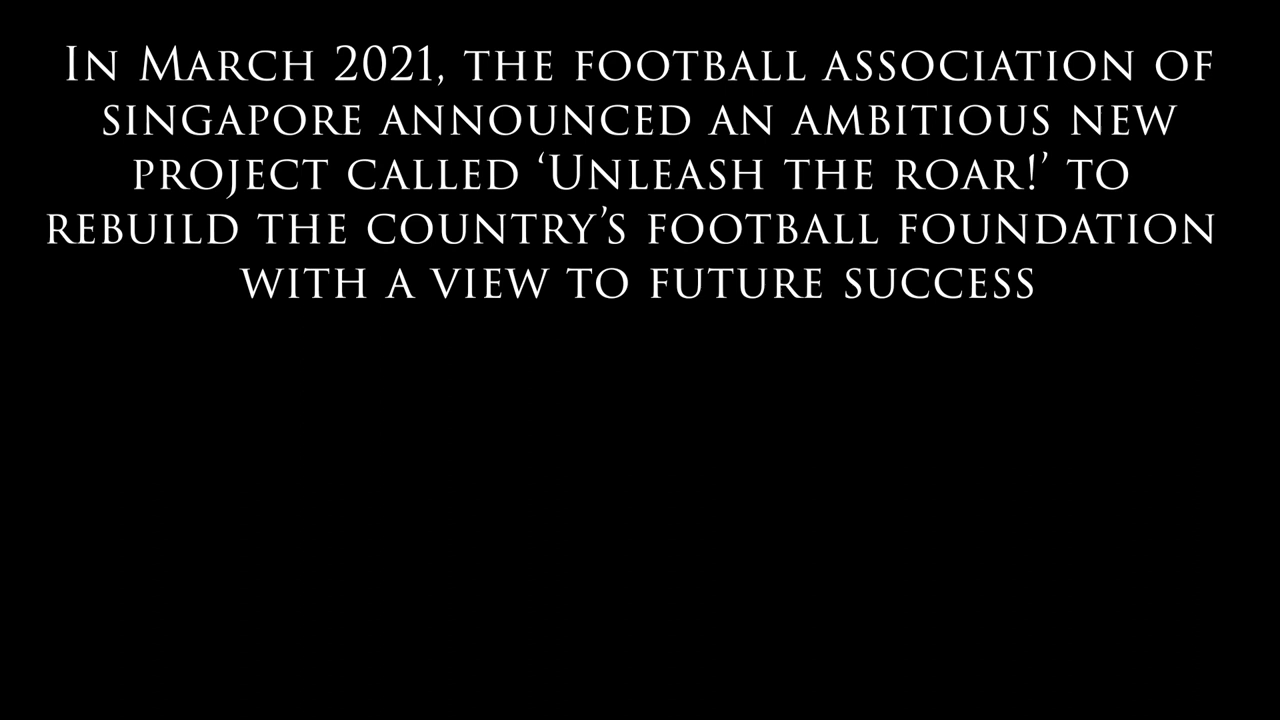 In March 2021, the football association of
singapore announced an ambitious new
project called ‘Unleash the roar!’ to
rebuild the country’s football foundation
with a view to future success